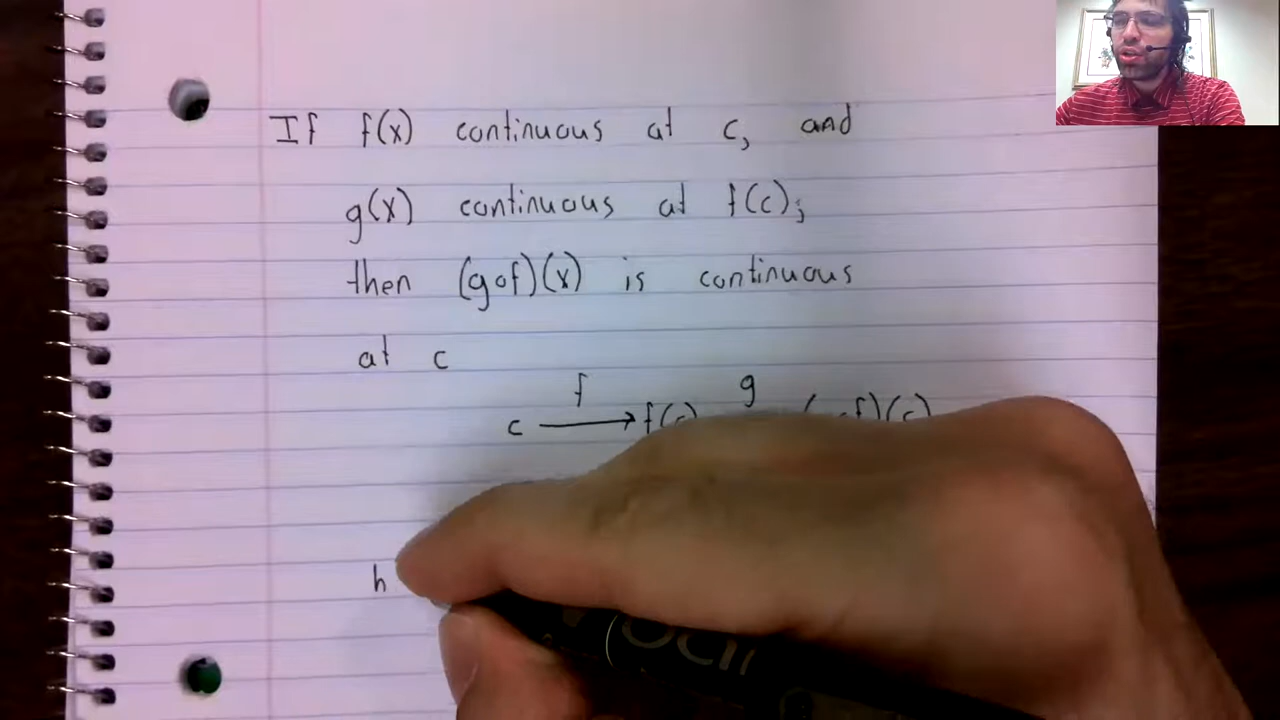 If f(x) continuous at c, and
g(x) continuous at f(c);
then (g∘f)(x) is continuous
at c
f g
c → f(c) (g∘f)(c)
h